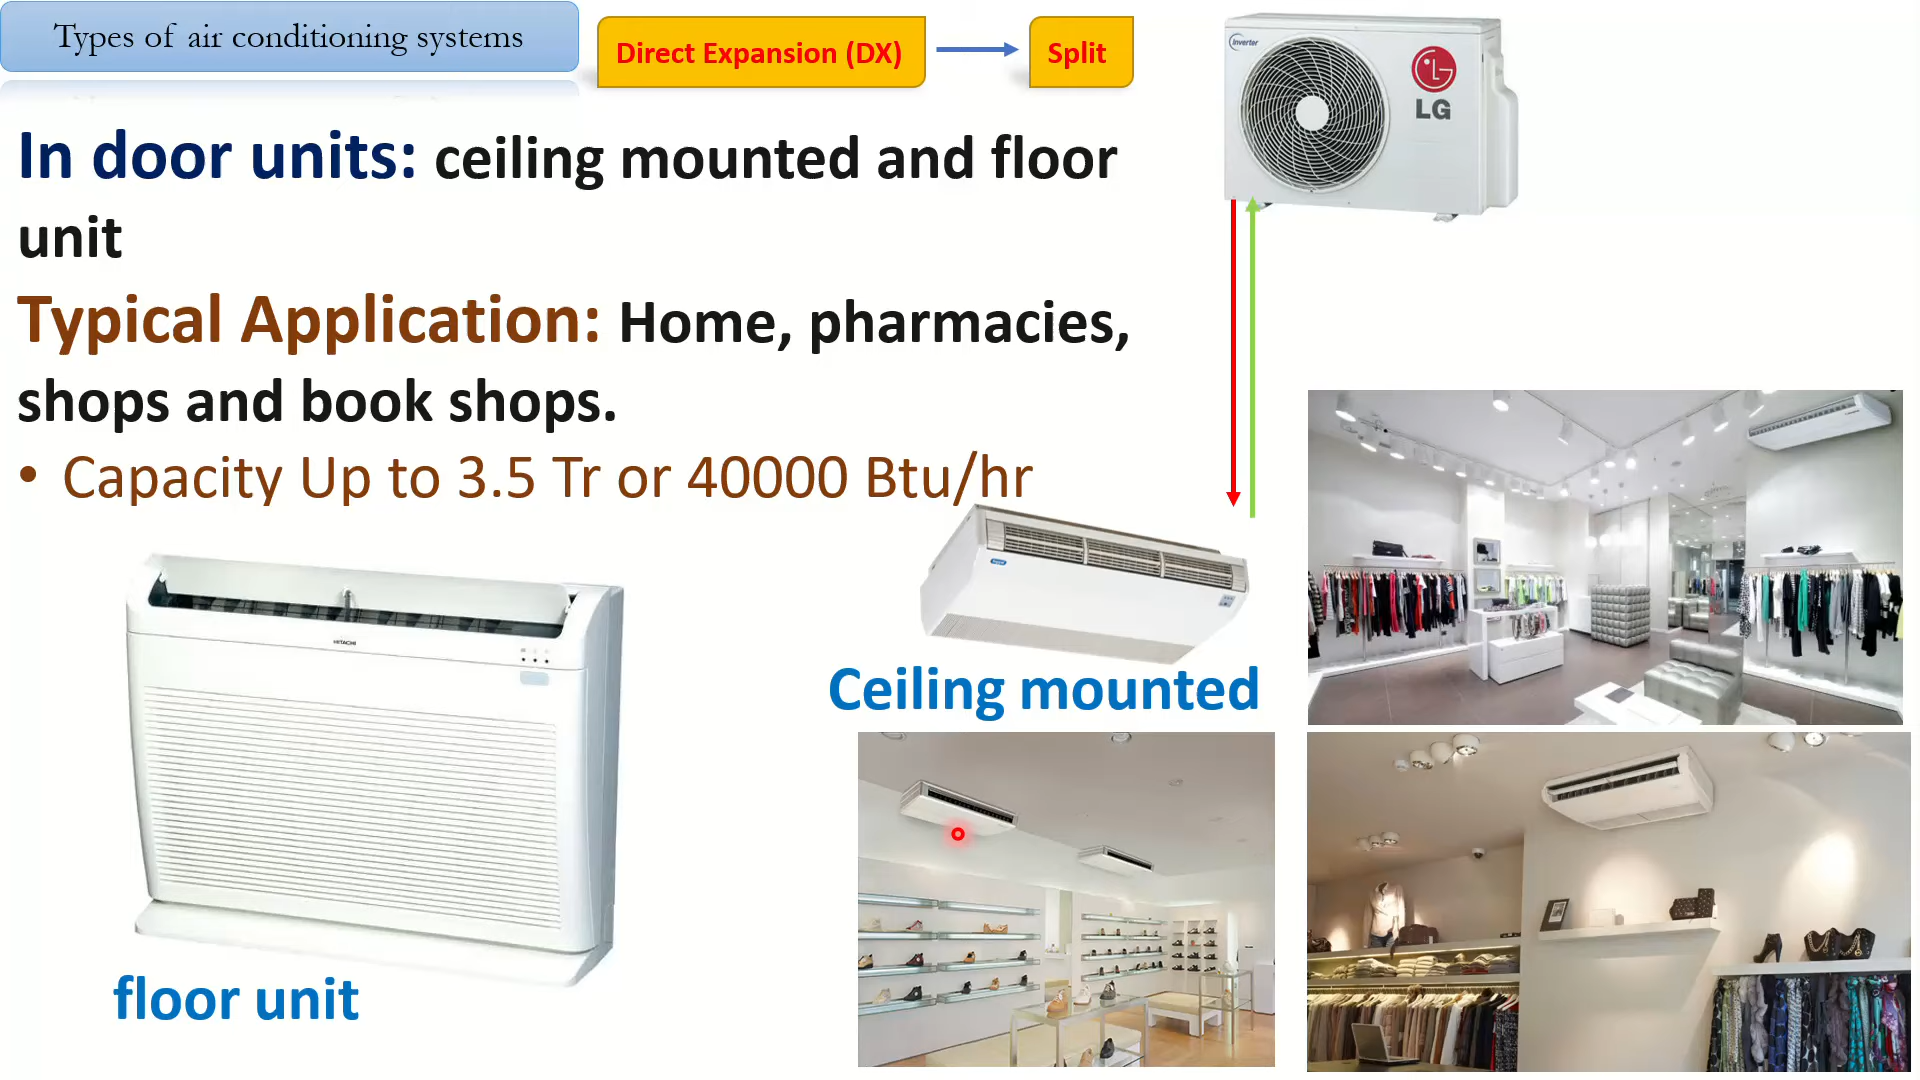 Types of air conditioning systems
Direct Expansion (DX)
Split
Inverter
LG
In door units: ceiling mounted and floor
unit
Typical Application: Home, pharmacies,
shops and book shops.
• Capacity Up to 3.5 Tr or 40000 Btu/hr
HITACHI
Ceiling mounted
floor unit